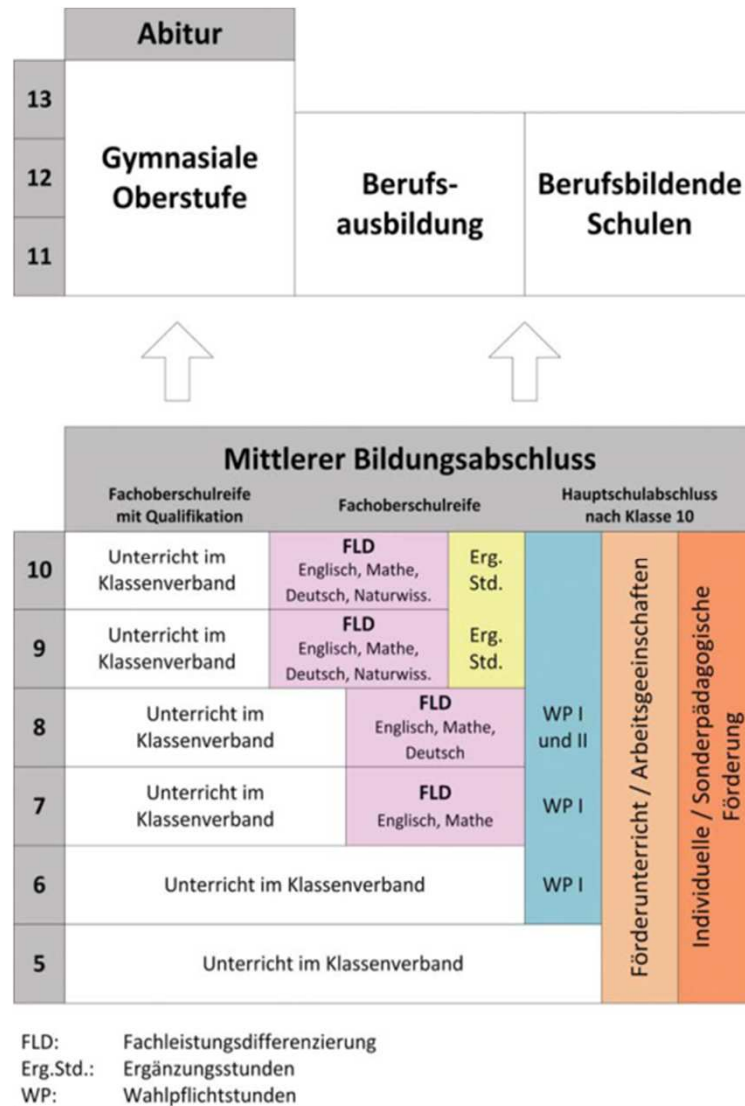 Abitur
13
12
11
Gymnasiale
Oberstufe
Berufs-
ausbildung
Berufsbildende
Schulen
Mittlerer Bildungsabschluss
Fachoberschulreife
mit Qualifikation
Fachoberschulreife
Hauptschulabschluss
nach Klasse 10
10
Unterricht im
Klassenverband
FLD
Englisch, Mathe,
Deutsch, Naturwiss.
Erg.
Std.
9
Unterricht im
Klassenverband
FLD
Englisch, Mathe,
Deutsch, Naturwiss.
Erg.
Std.
8
Unterricht im
Klassenverband
FLD
Englisch, Mathe,
Deutsch
WP I
und II
7
Unterricht im
Klassenverband
FLD
Englisch, Mathe
WP I
6
Unterricht im Klassenverband
WP I
5
Unterricht im Klassenverband
Förderunterricht / Arbeitsgeeinschaften
Individuelle / Sonderpädagogische
Förderung
FLD: Fachleistungsdifferenzierung
Erg.Std.: Ergänzungsstunden
WP: Wahlpflichtstunden